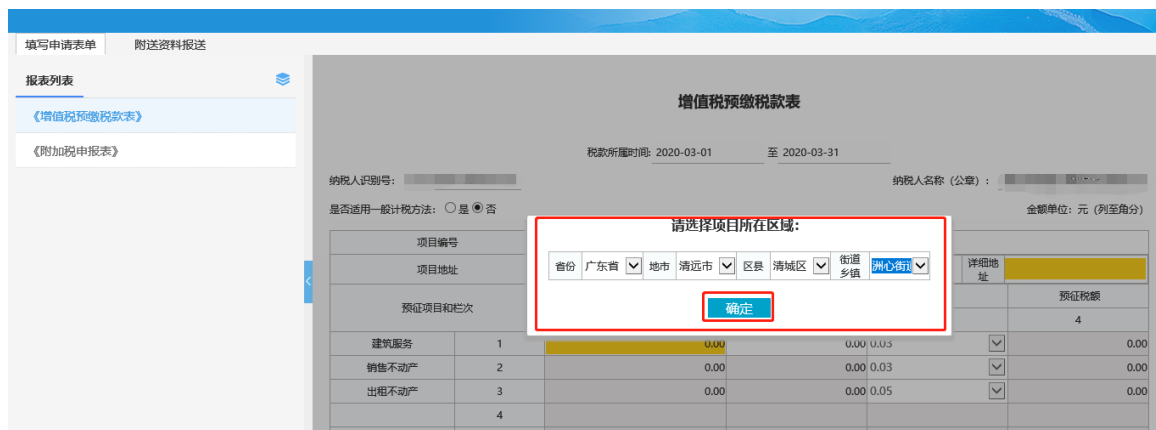 填写申请表单 附送资料报送
报表列表
《增值税预缴税款表》
《附加税申报表》
增值税预缴税款表
税款所属时间: 2020-03-01 至 2020-03-31
纳税人识别号: 纳税人名称（公章）:
是否适用一般计税方法: 是 否 金额单位: 元（列至角分）
请选择项目所在区域:
省份 广东省 地市 清远市 区县 清城区 街道乡镇 洲心街道
确定
项目编号
项目地址 详细地址
预征项目和栏次 预征税额
4
建筑服务 1 0.00 0.00 0.03 0.00
销售不动产 2 0.00 0.00 0.03 0.00
出租不动产 3 0.00 0.00 0.05 0.00
4